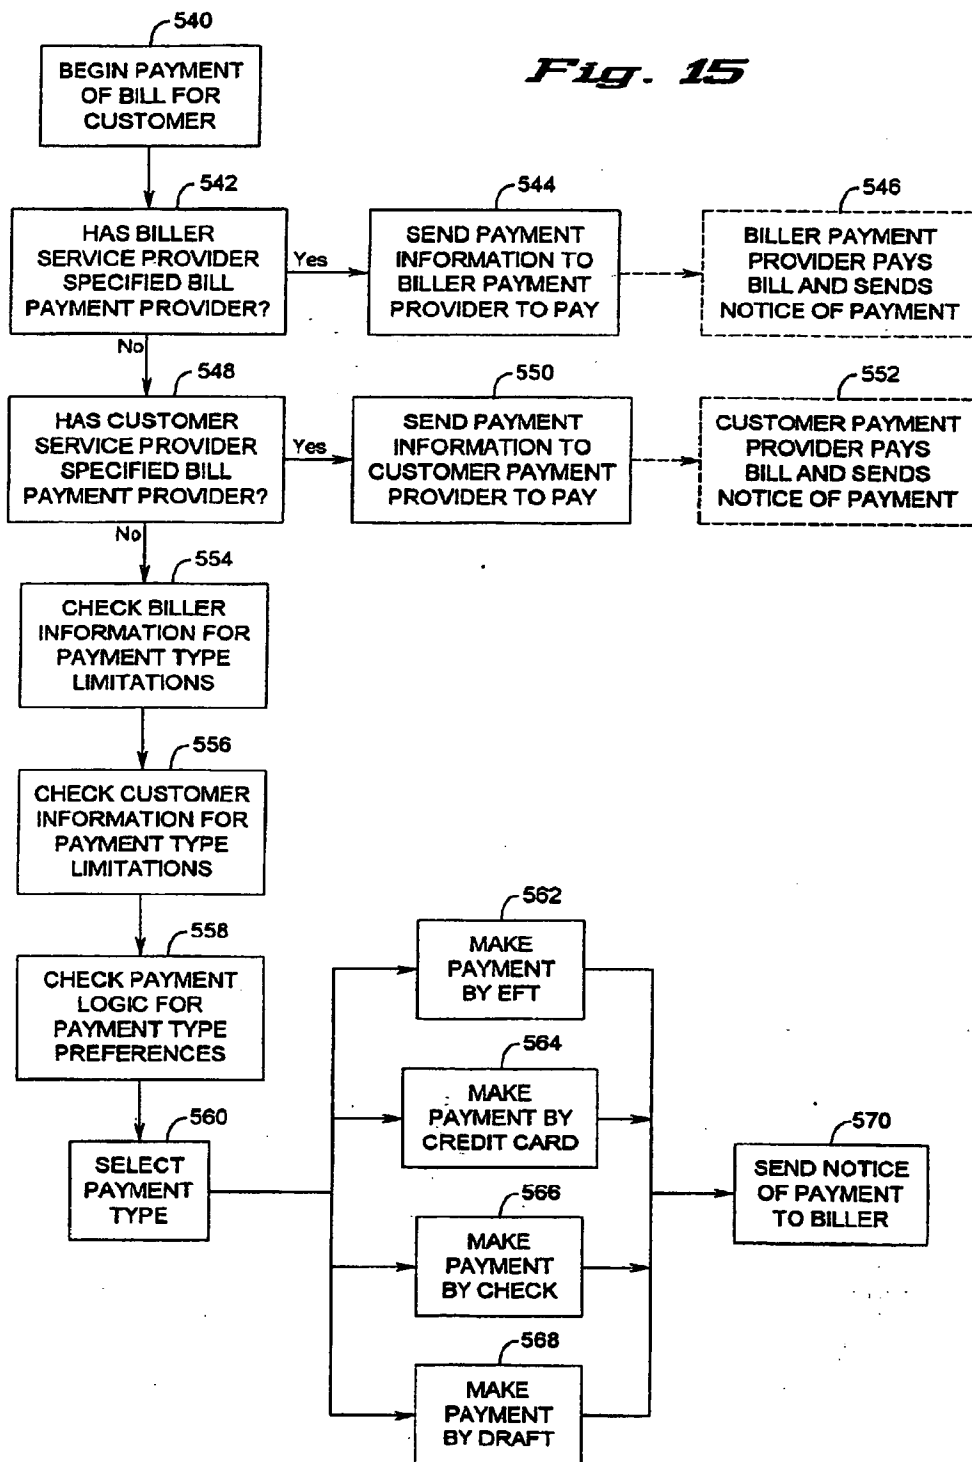 540
Fig. 15
BEGIN PAYMENT
OF BILL FOR
CUSTOMER
542
HAS BILLER
SERVICE PROVIDER
SPECIFIED BILL
PAYMENT PROVIDER?
Yes
544
SEND PAYMENT
INFORMATION TO
BILLER PAYMENT
PROVIDER TO PAY
546
BILLER PAYMENT
PROVIDER PAYS
BILL AND SENDS
NOTICE OF PAYMENT
No
548
HAS CUSTOMER
SERVICE PROVIDER
SPECIFIED BILL
PAYMENT PROVIDER?
Yes
550
SEND PAYMENT
INFORMATION TO
CUSTOMER PAYMENT
PROVIDER TO PAY
552
CUSTOMER PAYMENT
PROVIDER PAYS
BILL AND SENDS
NOTICE OF PAYMENT
No
554
CHECK BILLER
INFORMATION FOR
PAYMENT TYPE
LIMITATIONS
556
CHECK CUSTOMER
INFORMATION FOR
PAYMENT TYPE
LIMITATIONS
558
CHECK PAYMENT
LOGIC FOR
PAYMENT TYPE
PREFERENCES
560
SELECT
PAYMENT
TYPE
562
MAKE
PAYMENT
BY EFT
564
MAKE
PAYMENT BY
CREDIT CARD
566
MAKE
PAYMENT
BY CHECK
568
MAKE
PAYMENT
BY DRAFT
570
SEND NOTICE
OF PAYMENT
TO BILLER